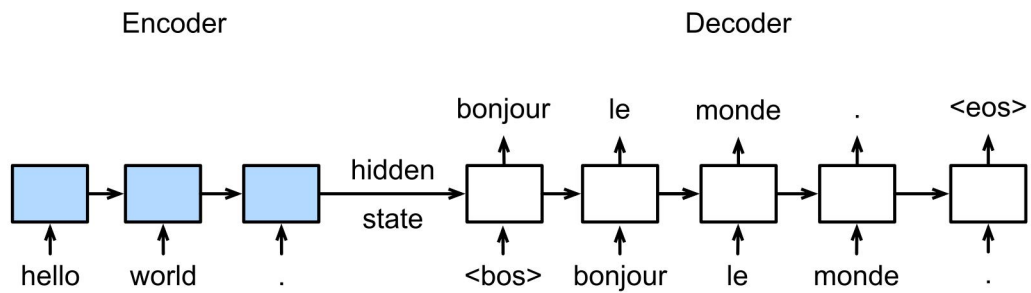 Encoder Decoder
bonjour le monde . <eos>
hidden
state
hello world . <bos> bonjour le monde .